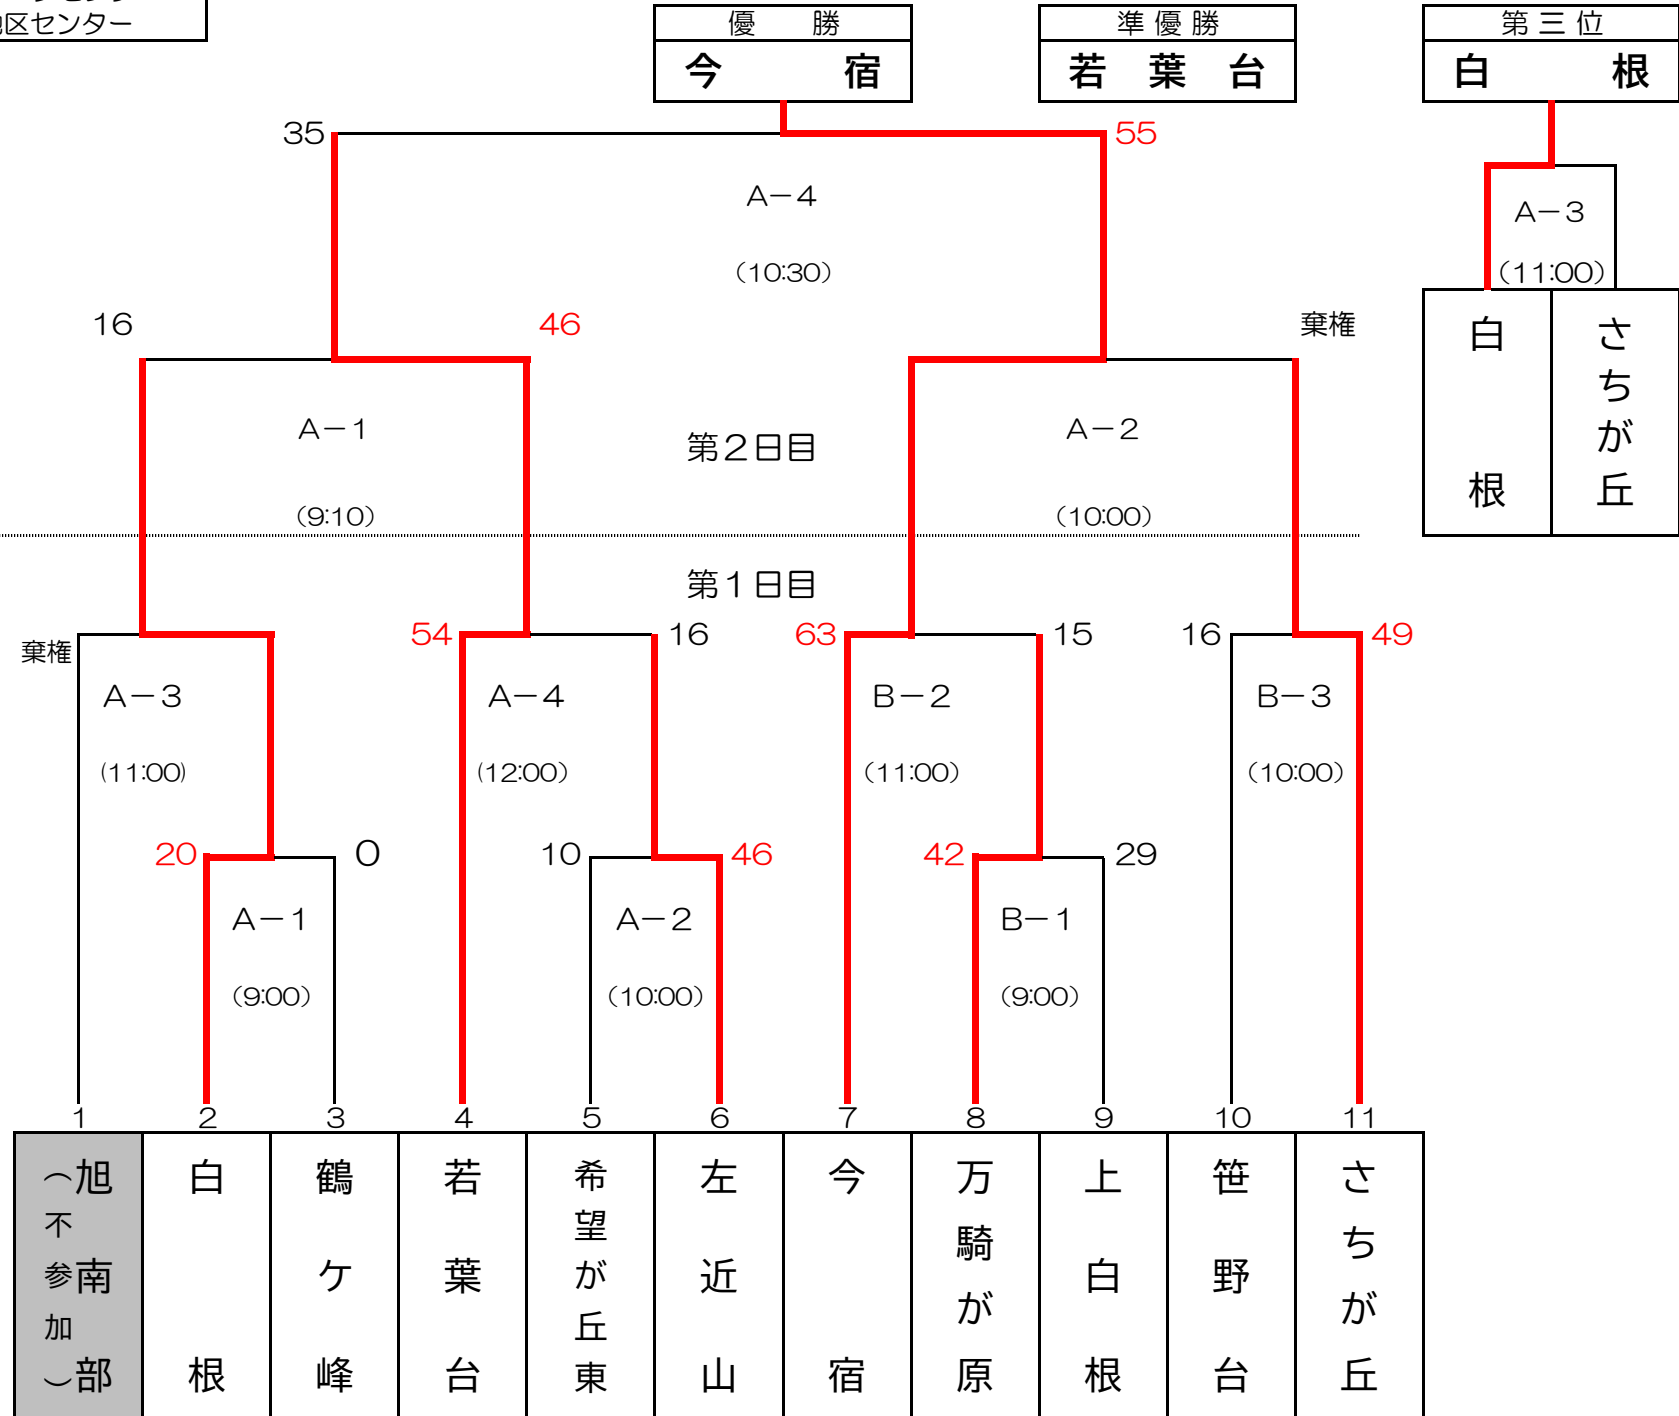 地区センター
優勝
今宿
準優勝
若葉台
第三位
白根
35
55
A－4
(10:30)
A－3
(11:00)
白根
さちが丘
16
46
棄権
A－1
(9:10)
第2日目
A－2
(10:00)
第1日目
棄権
54
16
63
15
16
49
A－3
(11:00)
A－4
(12:00)
B－2
(11:00)
B－3
(10:00)
20
0
10
46
42
29
A－1
(9:00)
A－2
(10:00)
B－1
(9:00)
1
2
3
4
5
6
7
8
9
10
11
旭南部
(不参加)
白根
鶴ケ峰
若葉台
希望が丘東
左近山
今宿
万騎が原
上白根
笹野台
さちが丘